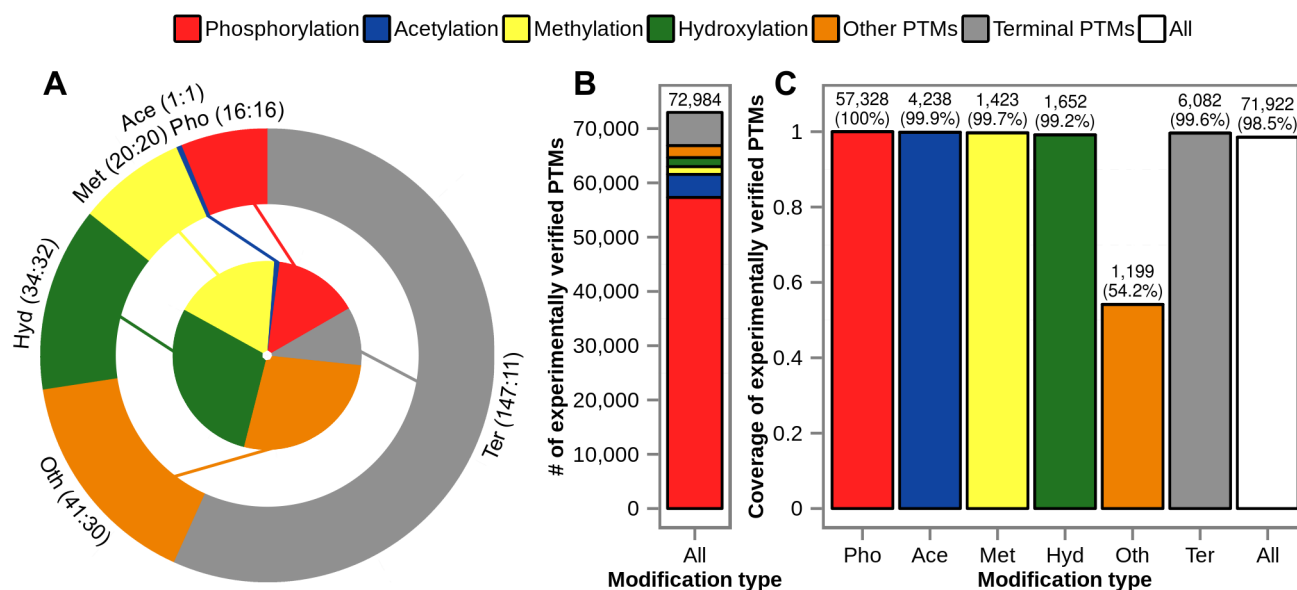 Phosphorylation Acetylation Methylation Hydroxylation Other PTMs Terminal PTMs All
A
Ace (1:1)
Pho (16:16)
Met (20:20)
Hyd (34:32)
Oth (41:30)
Ter (147:11)
B
# of experimentally verified PTMs
72,984
70,000
60,000
50,000
40,000
30,000
20,000
10,000
0
All
Modification type
C
Coverage of experimentally verified PTMs
1
0.8
0.6
0.4
0.2
0
57,328
(100%)
4,238
(99.9%)
1,423
(99.7%)
1,652
(99.2%)
1,199
(54.2%)
6,082
(99.6%)
71,922
(98.5%)
Pho Ace Met Hyd Oth Ter All
Modification type